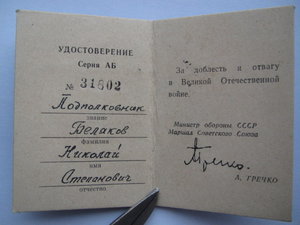 УДОСТОВЕРЕНИЕ
Серия АБ
№ 31602
Подполковник
звание
Белаков
фамилия
Николай
имя
Степанович
отчество
За доблесть и отвагу
в Великой Отечественной
войне.
Министр обороны СССР
Маршал Советского Союза
Гречко.
А. ГРЕЧКО